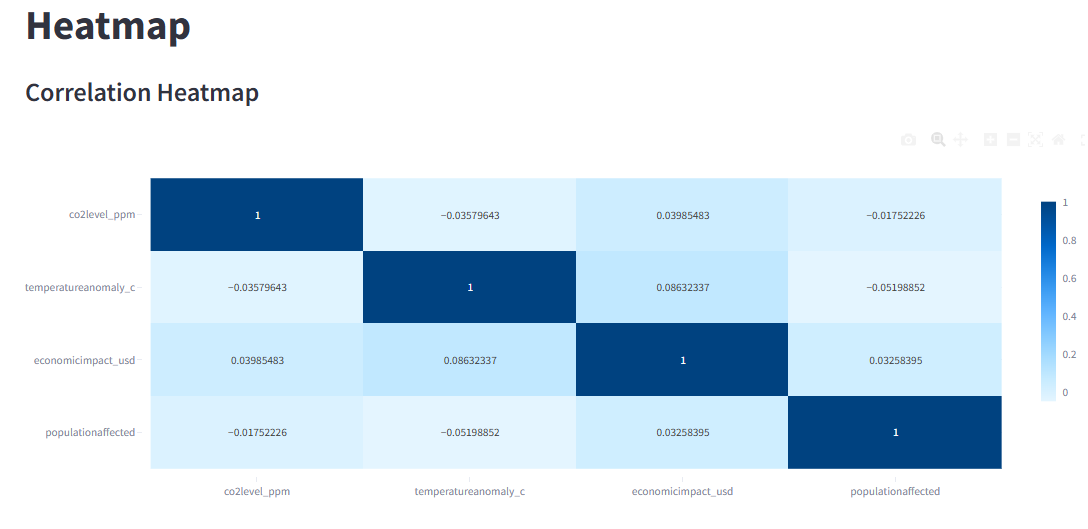 Heatmap
Correlation Heatmap
co2level_ppm 1 −0.03579643 0.03985483 −0.01752226
temperatureanomaly_c −0.03579643 1 0.08632337 −0.05198852
economicimpact_usd 0.03985483 0.08632337 1 0.03258395
populationaffected −0.01752226 −0.05198852 0.03258395 1
co2level_ppm temperatureanomaly_c economicimpact_usd populationaffected
1
0.8
0.6
0.4
0.2
0